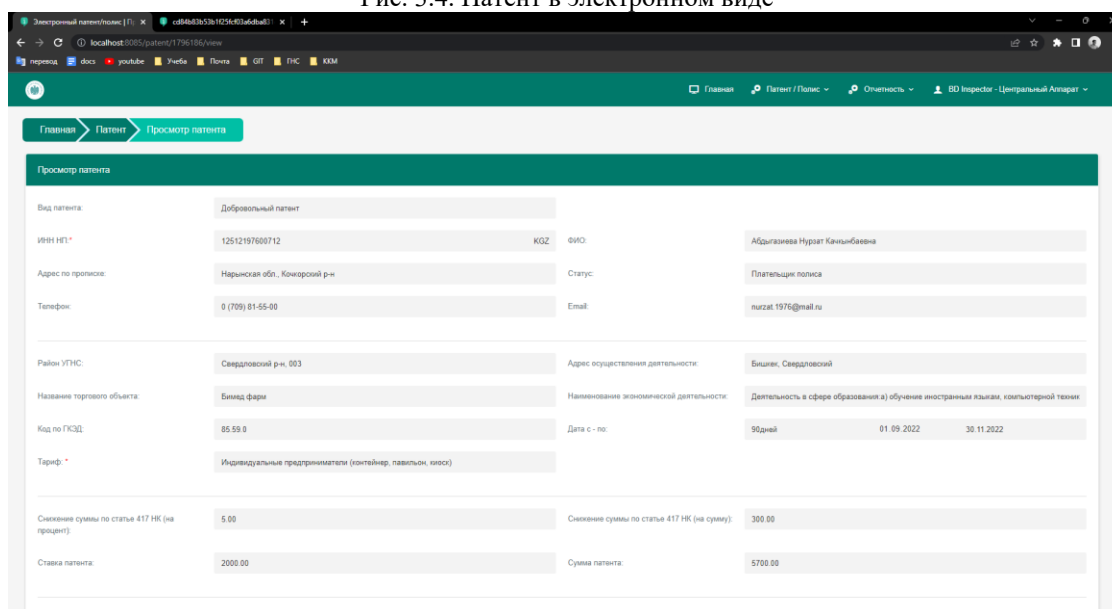 Рис. 3.4. Патент в электронном виде
Электронный патент/полис | П
cd84b83b53b1f25fcf03a6dba831
localhost:8085/patent/1796186/view
перевод docs youtube Учеба Почта GIT ГНС ККМ
Главная Патент / Полис Отчетность BD Inspector - Центральный Аппарат
Главная Патент Просмотр патента
Просмотр патента
Вид патента: Добровольный патент
ИНН НП:* 12512197600712 KGZ ФИО: Абдыгазиева Нурзат Качкынбаевна
Адрес по прописке: Нарынская обл., Кочкорский р-н Статус: Плательщик полиса
Телефон: 0 (709) 81-55-00 Email: nurzat.1976@mail.ru
Район УГНС: Свердловский р-н, 003 Адрес осуществления деятельности: Бишкек, Свердловский
Название торгового объекта: Бимед фарм Наименование экономической деятельности: Деятельность в сфере образования:а) обучение иностранным языкам, компьютерной техник
Код по ГКЭД: 85.59.0 Дата с - по: 90дней 01.09.2022 30.11.2022
Тариф: * Индивидуальные предприниматели (контейнер, павильон, киоск)
Снижение суммы по статье 417 НК (на процент): 5.00 Снижение суммы по статье 417 НК (на сумму): 300.00
Ставка патента: 2000.00 Сумма патента: 5700.00